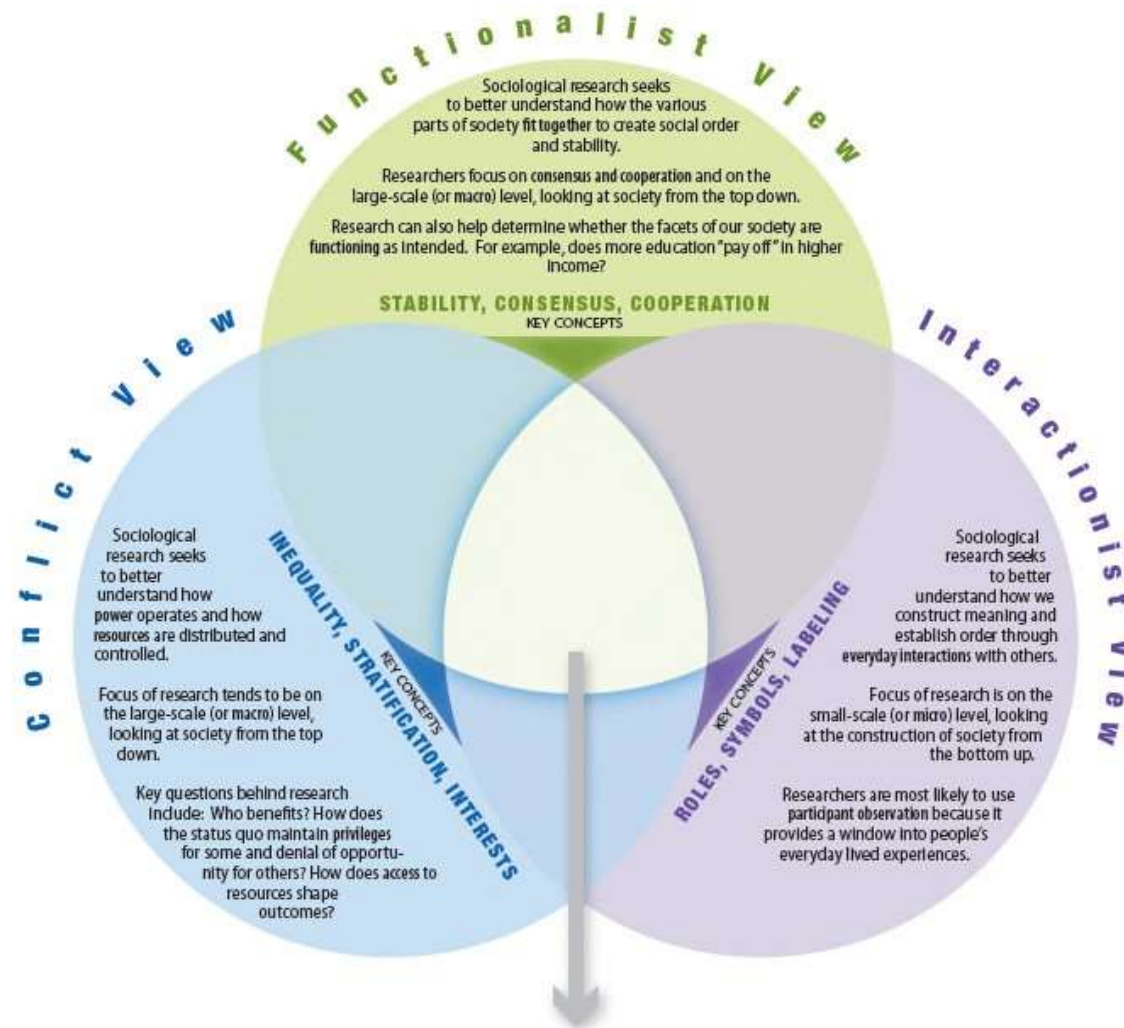 Functionalist View
Sociological research seeks
to better understand how the various
parts of society fit together to create social order
and stability.
Researchers focus on consensus and cooperation and on the
large-scale (or macro) level, looking at society from the top down.
Research can also help determine whether the facets of our society are
functioning as intended. For example, does more education "pay off" in higher
income?
STABILITY, CONSENSUS, COOPERATION
KEY CONCEPTS
Conflict View
Sociological
research seeks
to better
understand how
power operates and how
resources are distributed and
controlled.
Focus of research tends to be on
the large-scale (or macro) level,
looking at society from the top
down.
Key questions behind research
include: Who benefits? How does
the status quo maintain privileges
for some and denial of opportu-
nity for others? How does access to
resources shape
outcomes?
INEQUALITY, STRATIFICATION, INTERESTS
KEY CONCEPTS
Interactionist View
Sociological
research seeks
to better
understand how we
construct meaning and
establish order through
everyday interactions with others.
Focus of research is on the
small-scale (or micro) level, looking
at the construction of society from
the bottom up.
Researchers are most likely to use
participant observation because it
provides a window into people's
everyday lived experiences.
KEY CONCEPTS
ROLES, SYMBOLS, LABELING